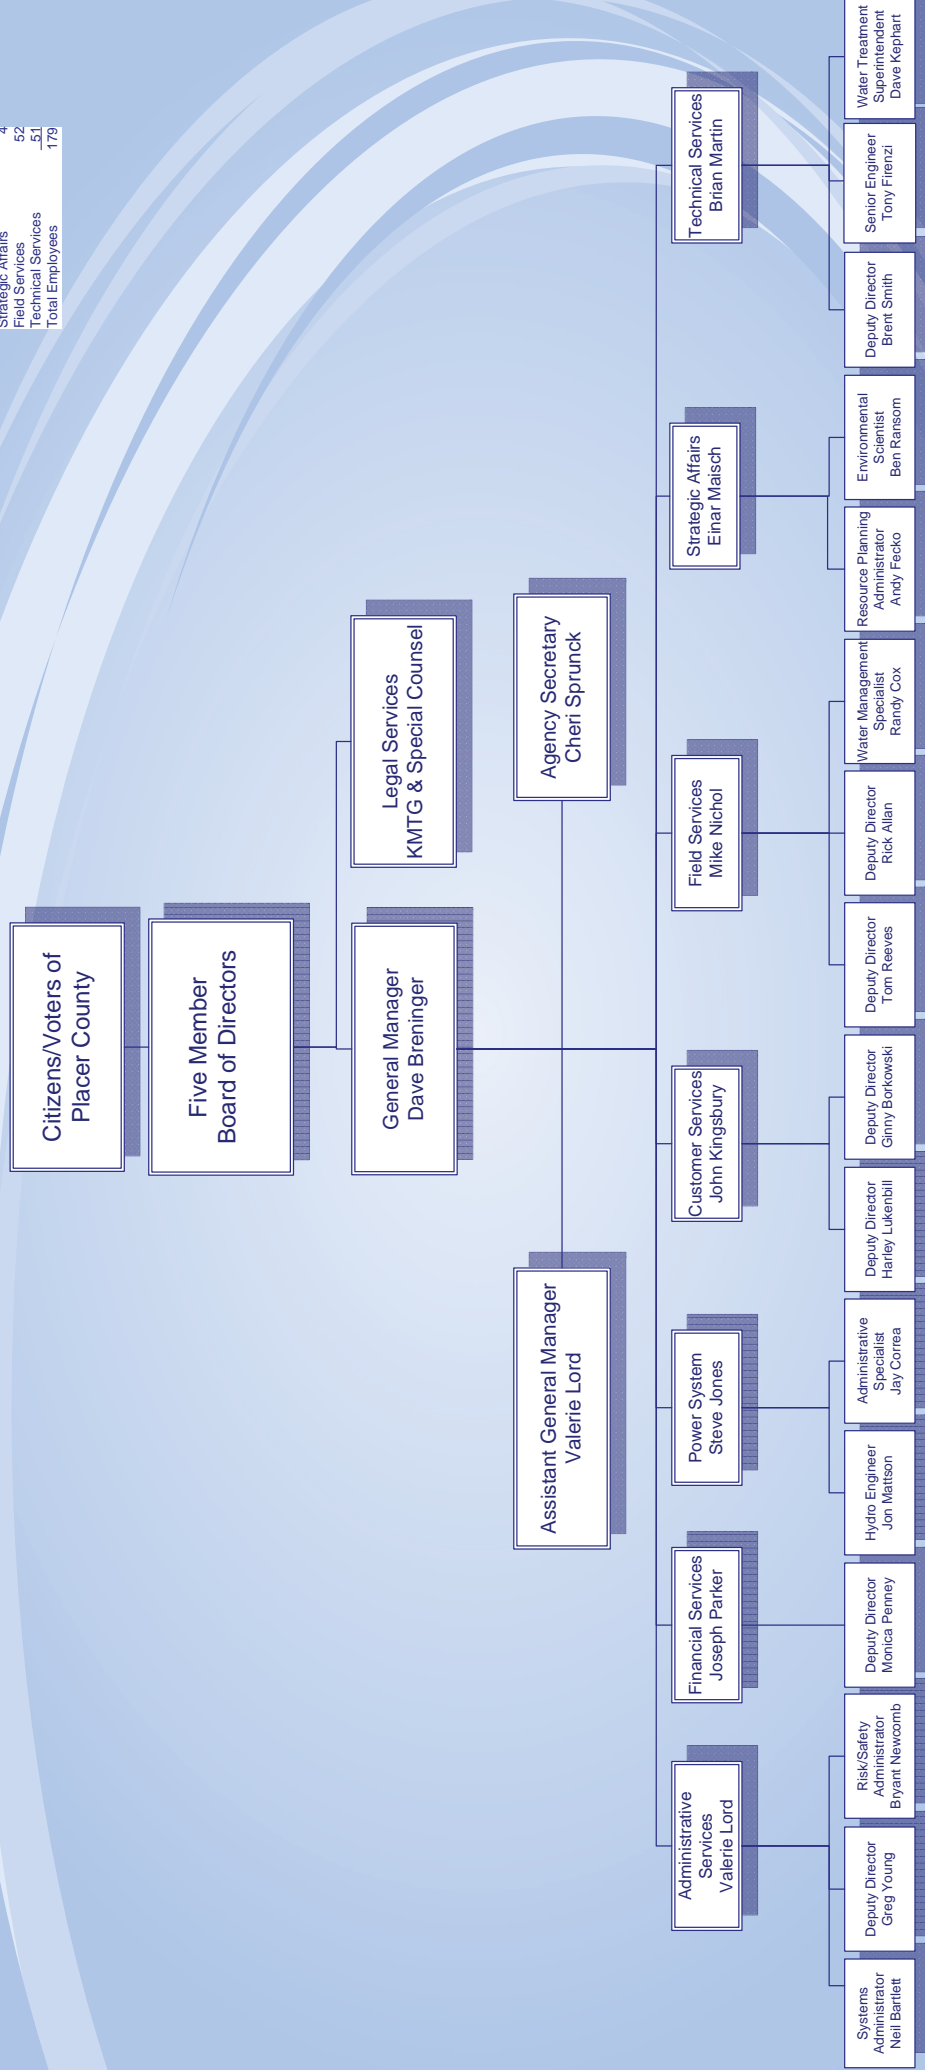 Strategic Affairs 4
Field Services 52
Technical Services 51
Total Employees 179
Citizens/Voters of
Placer County
Five Member
Board of Directors
General Manager
Dave Breninger
Legal Services
KMTG & Special Counsel
Assistant General Manager
Valerie Lord
Agency Secretary
Cheri Sprunck
Administrative
Services
Valerie Lord
Financial Services
Joseph Parker
Power System
Steve Jones
Customer Services
John Kingsbury
Field Services
Mike Nichol
Strategic Affairs
Einar Maisch
Technical Services
Brian Martin
Systems
Administrator
Neil Bartlett
Deputy Director
Greg Young
Risk/Safety
Administrator
Bryant Newcomb
Deputy Director
Monica Penney
Hydro Engineer
Jon Mattson
Administrative
Specialist
Jay Correa
Deputy Director
Harley Lukenbill
Deputy Director
Ginny Borkowski
Deputy Director
Tom Reeves
Deputy Director
Rick Allan
Water Management
Specialist
Randy Cox
Resource Planning
Administrator
Andy Fecko
Environmental
Scientist
Ben Ransom
Deputy Director
Brent Smith
Senior Engineer
Tony Firenzi
Water Treatment
Superintendent
Dave Kephart